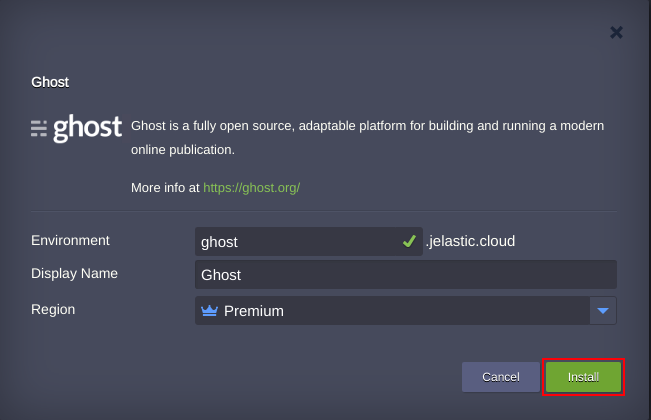 Ghost
ghost
Ghost is a fully open source, adaptable platform for building and running a modern
online publication.
More info at https://ghost.org/
Environment ghost .jelastic.cloud
Display Name Ghost
Region Premium
Cancel Install